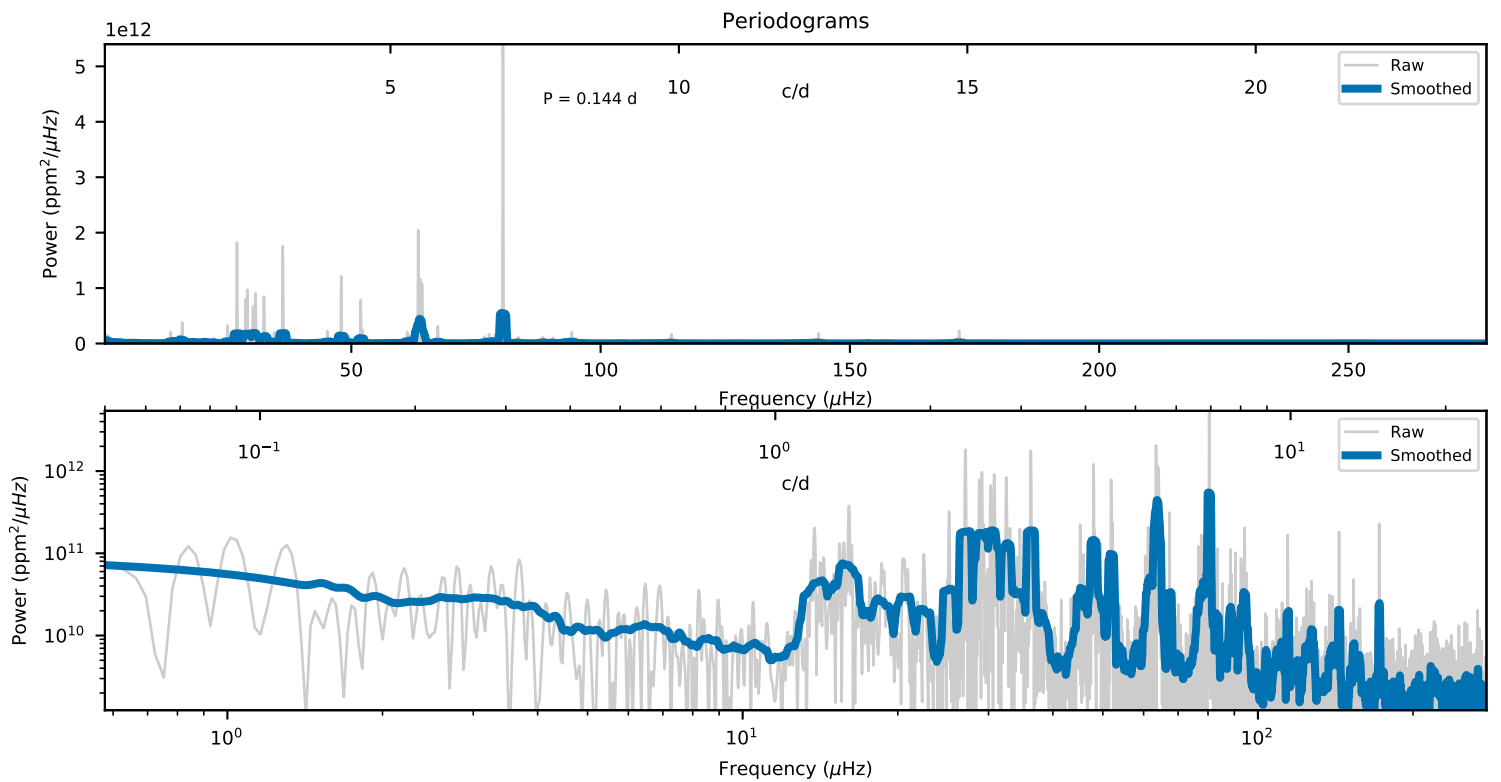 Periodograms
1e12
5 10 15 20
c/d
P = 0.144 d
Raw
Smoothed
Power (ppm²/μHz)
5
4
3
2
1
0
50 100 150 200 250
Frequency (μHz)
10⁻¹ 10⁰ 10¹
c/d
Raw
Smoothed
Power (ppm²/μHz)
10¹²
10¹¹
10¹⁰
10⁰ 10¹ 10²
Frequency (μHz)